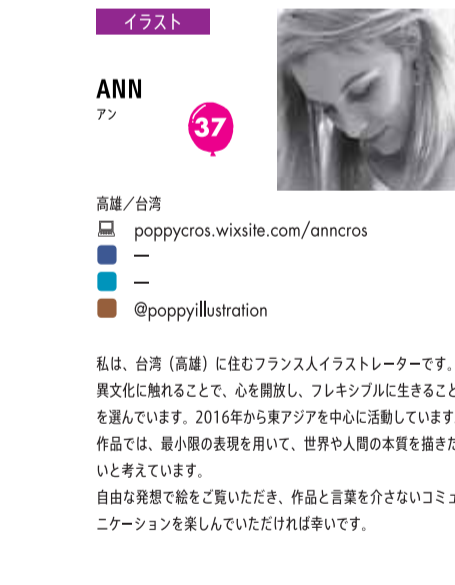 イラスト
ANN
アン
37
高雄／台湾
poppycros.wixsite.com/anncros
—
—
@poppyillustration
私は、台湾（高雄）に住むフランス人イラストレーターです。
異文化に触れることで、心を開放し、フレキシブルに生きること
を選んでいます。2016年から東アジアを中心に活動しています
作品では、最小限の表現を用いて、世界や人間の本質を描きた
いと考えています。
自由な発想で絵をご覧いただき、作品と言葉を介さないコミュ
ニケーションを楽しんでいただければ幸いです。